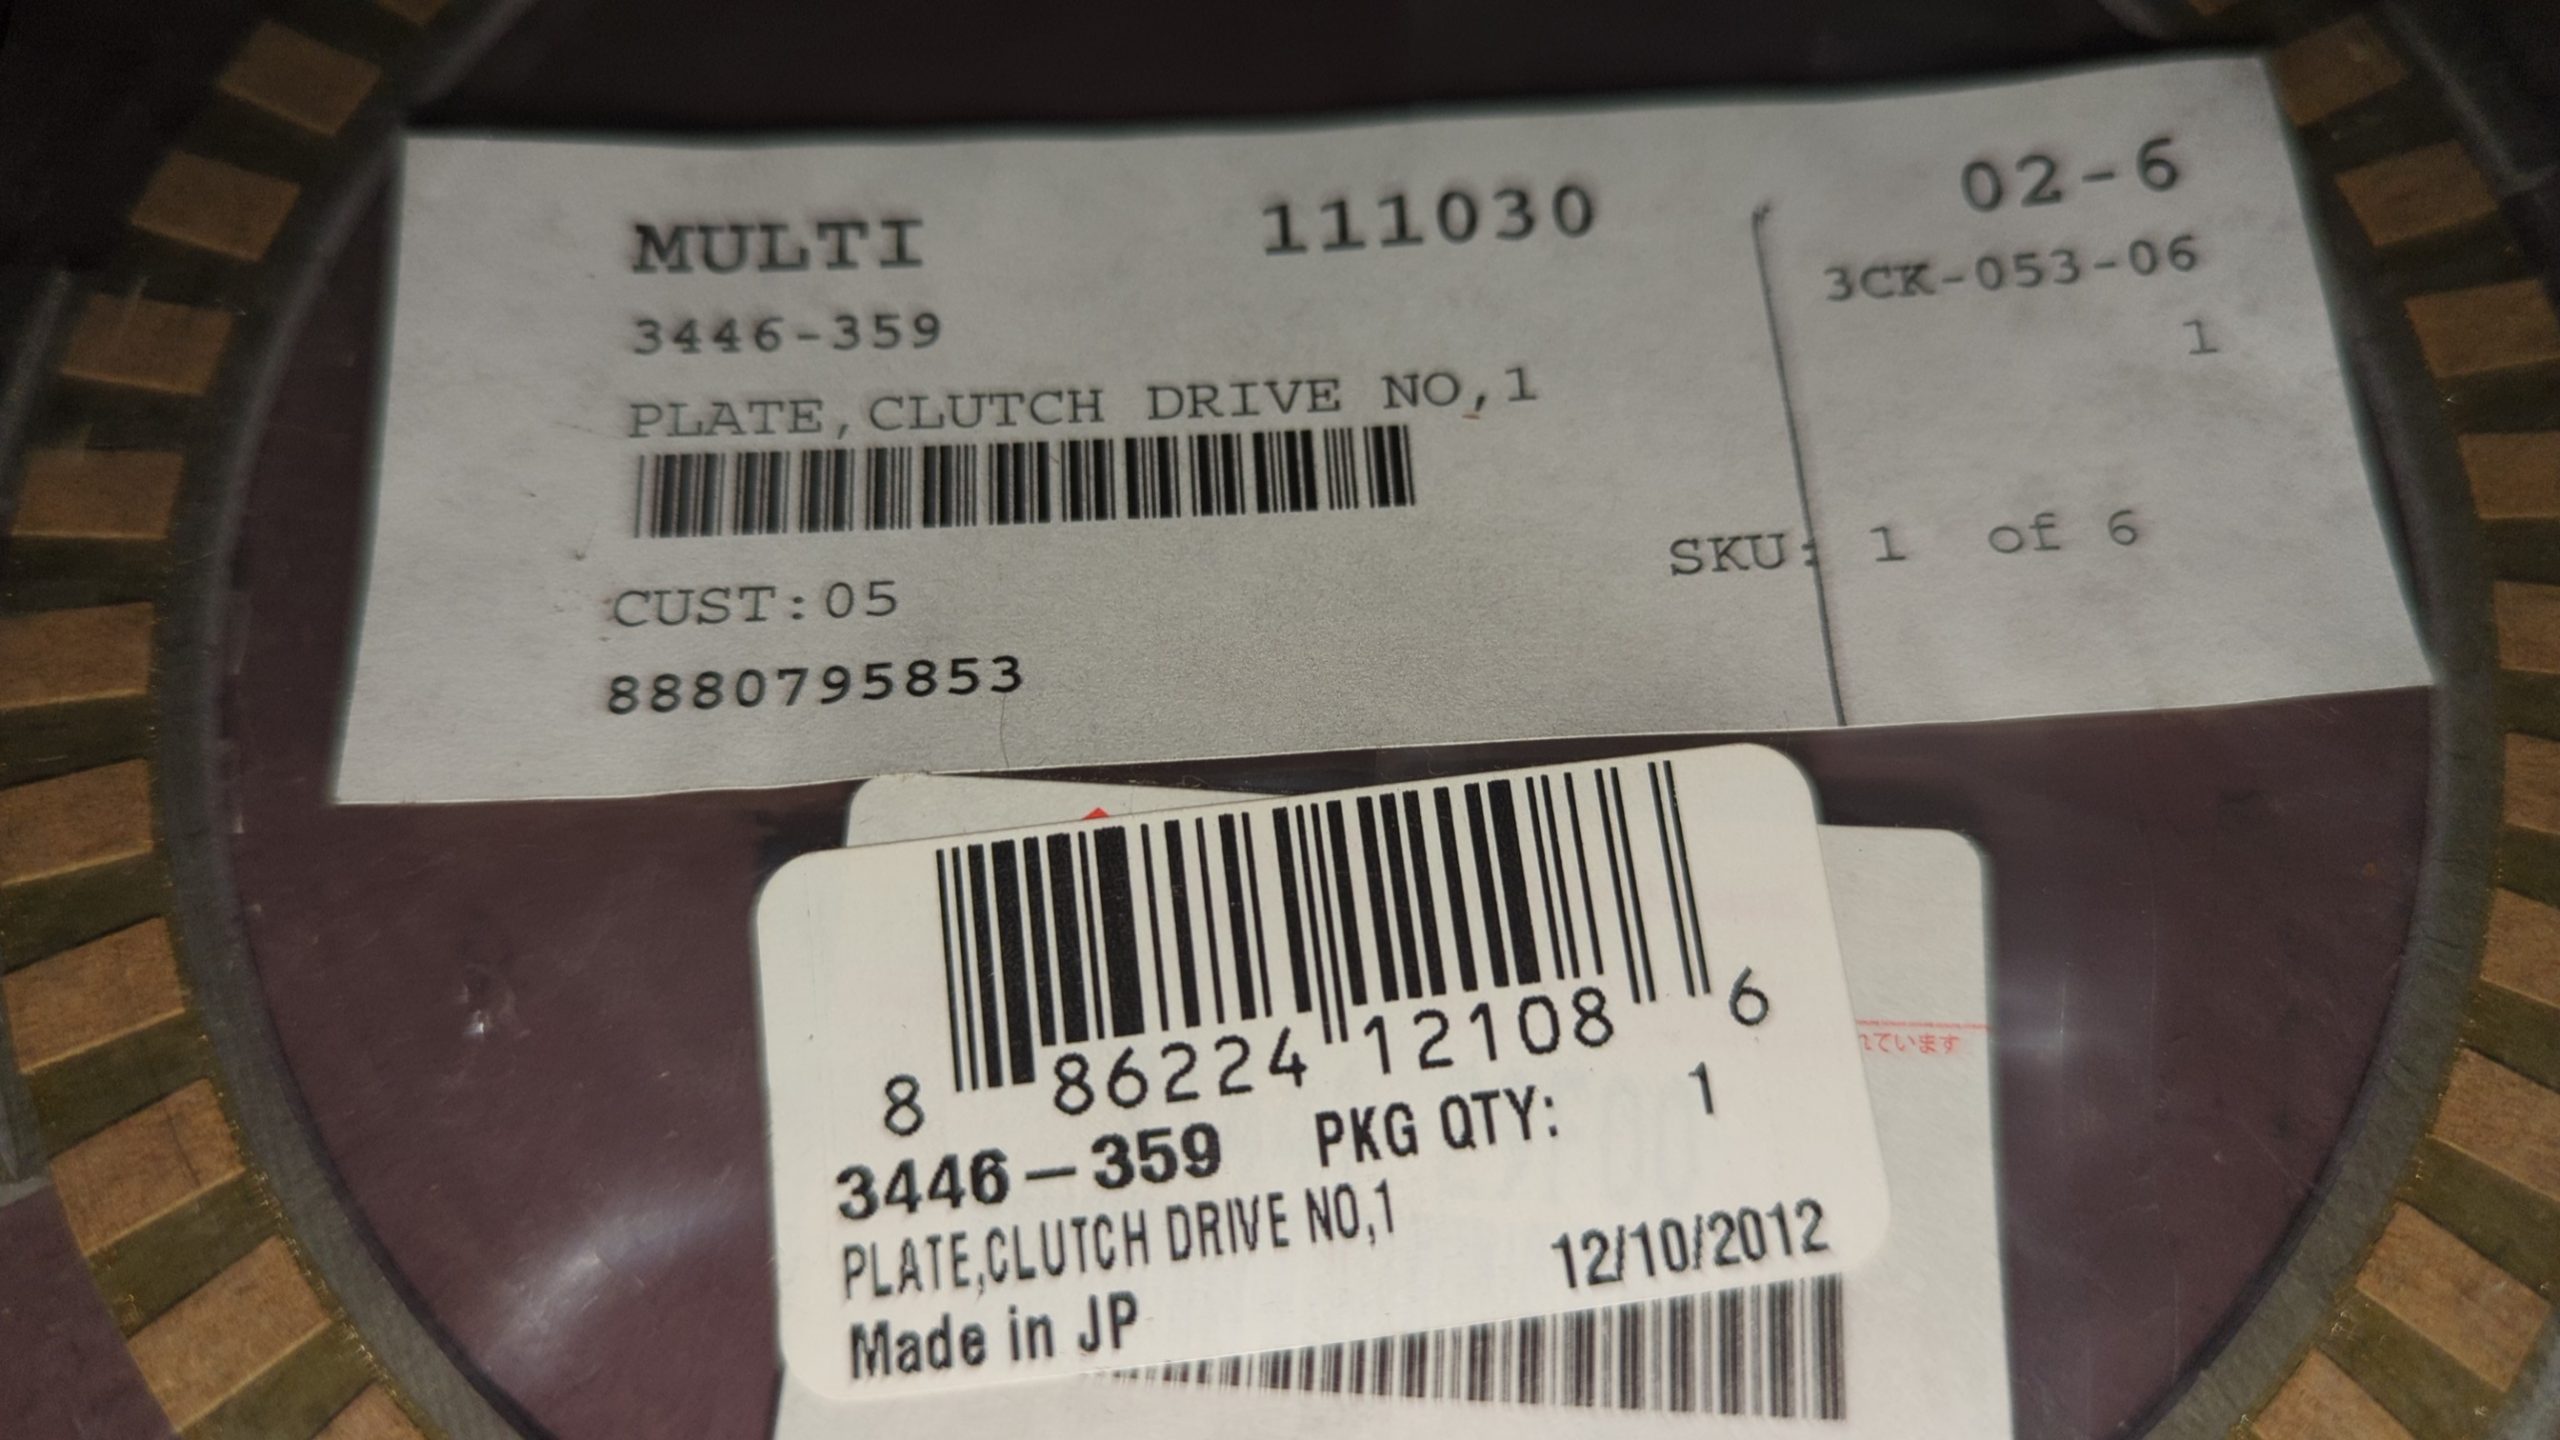 MULTI 111030 02-6
3446-359 3CK-053-06
1
PLATE,CLUTCH DRIVE NO,1
SKU: 1 of 6
CUST:05
8880795853
8 86224 12108 6
3446-359 PKG QTY: 1
PLATE,CLUTCH DRIVE NO,1
12/10/2012
Made in JP
ています